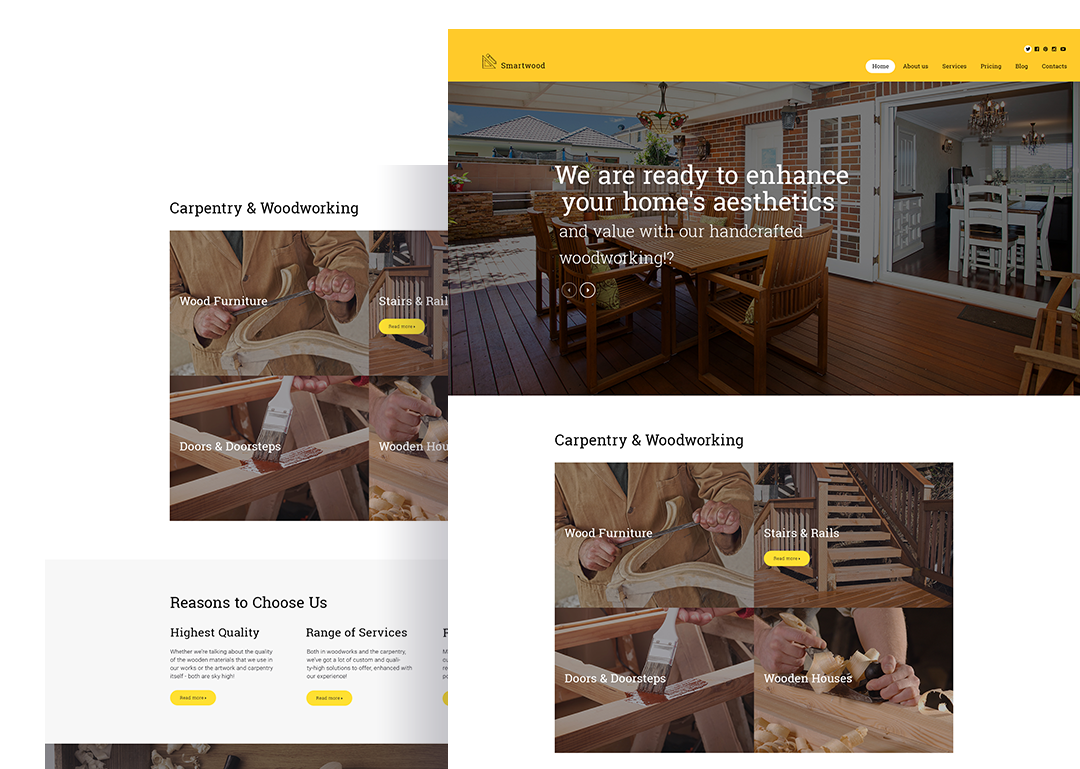 Smartwood
Home About us Services Pricing Blog Contacts
We are ready to enhance
your home's aesthetics
and value with our handcrafted
woodworking!?
Carpentry & Woodworking
Wood Furniture
Stairs & Rails
Read more
Doors & Doorsteps
Wooden Houses
Carpentry & Woodworking
Wood Furniture
Stairs & Rail
Read more
Doors & Doorsteps
Wooden Hou
Reasons to Choose Us
Highest Quality
Whether we're talking about the quality
of the wooden materials that we use in
our works or the artwork and carpentry
itself - both are sky high!
Read more
Range of Services
Both in woodworks and the carpentry,
we've got a lot of custom and quali-
ty-high solutions to offer, enhanced with
our experience!
Read more